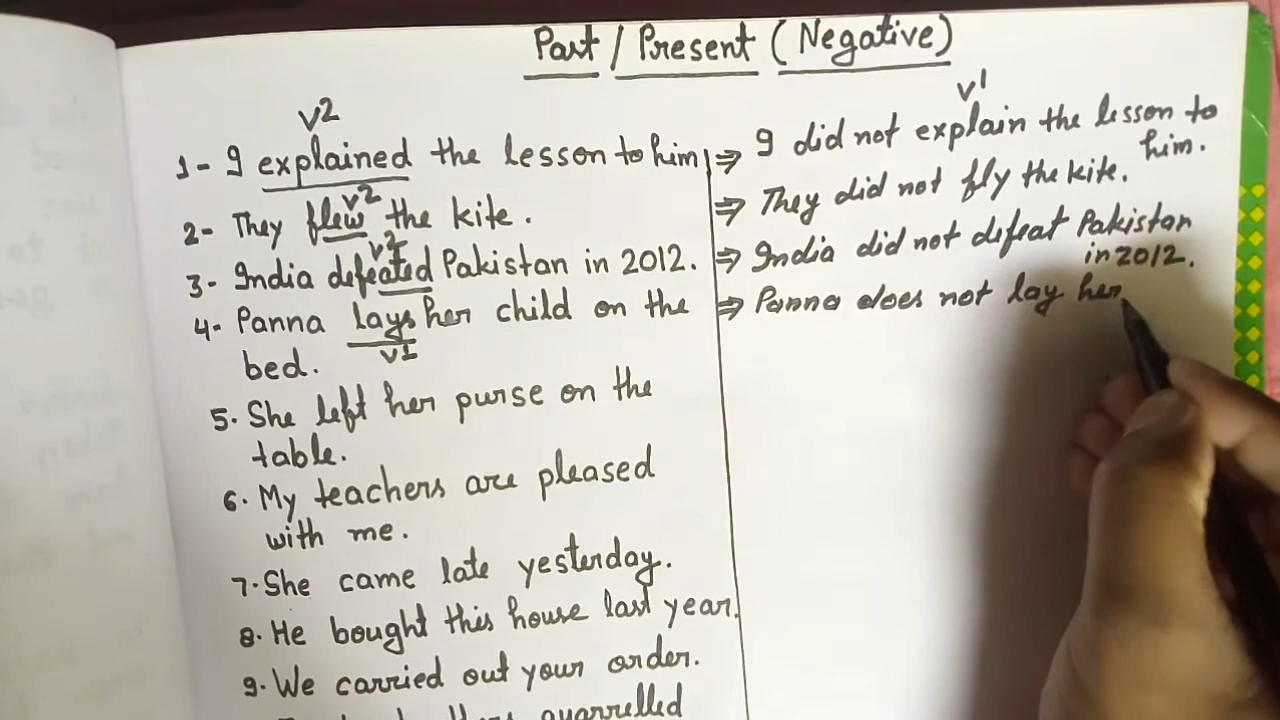 Past / Present (Negative)
v2
1- I explained the lesson to him,
v2
2- They flew the kite.
v2
3- India defeated Pakistan in 2012.
4- Panna lays her child on the
v1
bed.
5. She left her purse on the
table.
6. My teachers are pleased
with me.
7. She came late yesterday.
8. He bought this house last year.
9. We carried out your order.
quarrelled
v1
⇒ I did not explain the lesson to
him.
⇒ They did not fly the kite.
⇒ India did not defeat Pakistan
in 2012.
⇒ Panna does not lay her